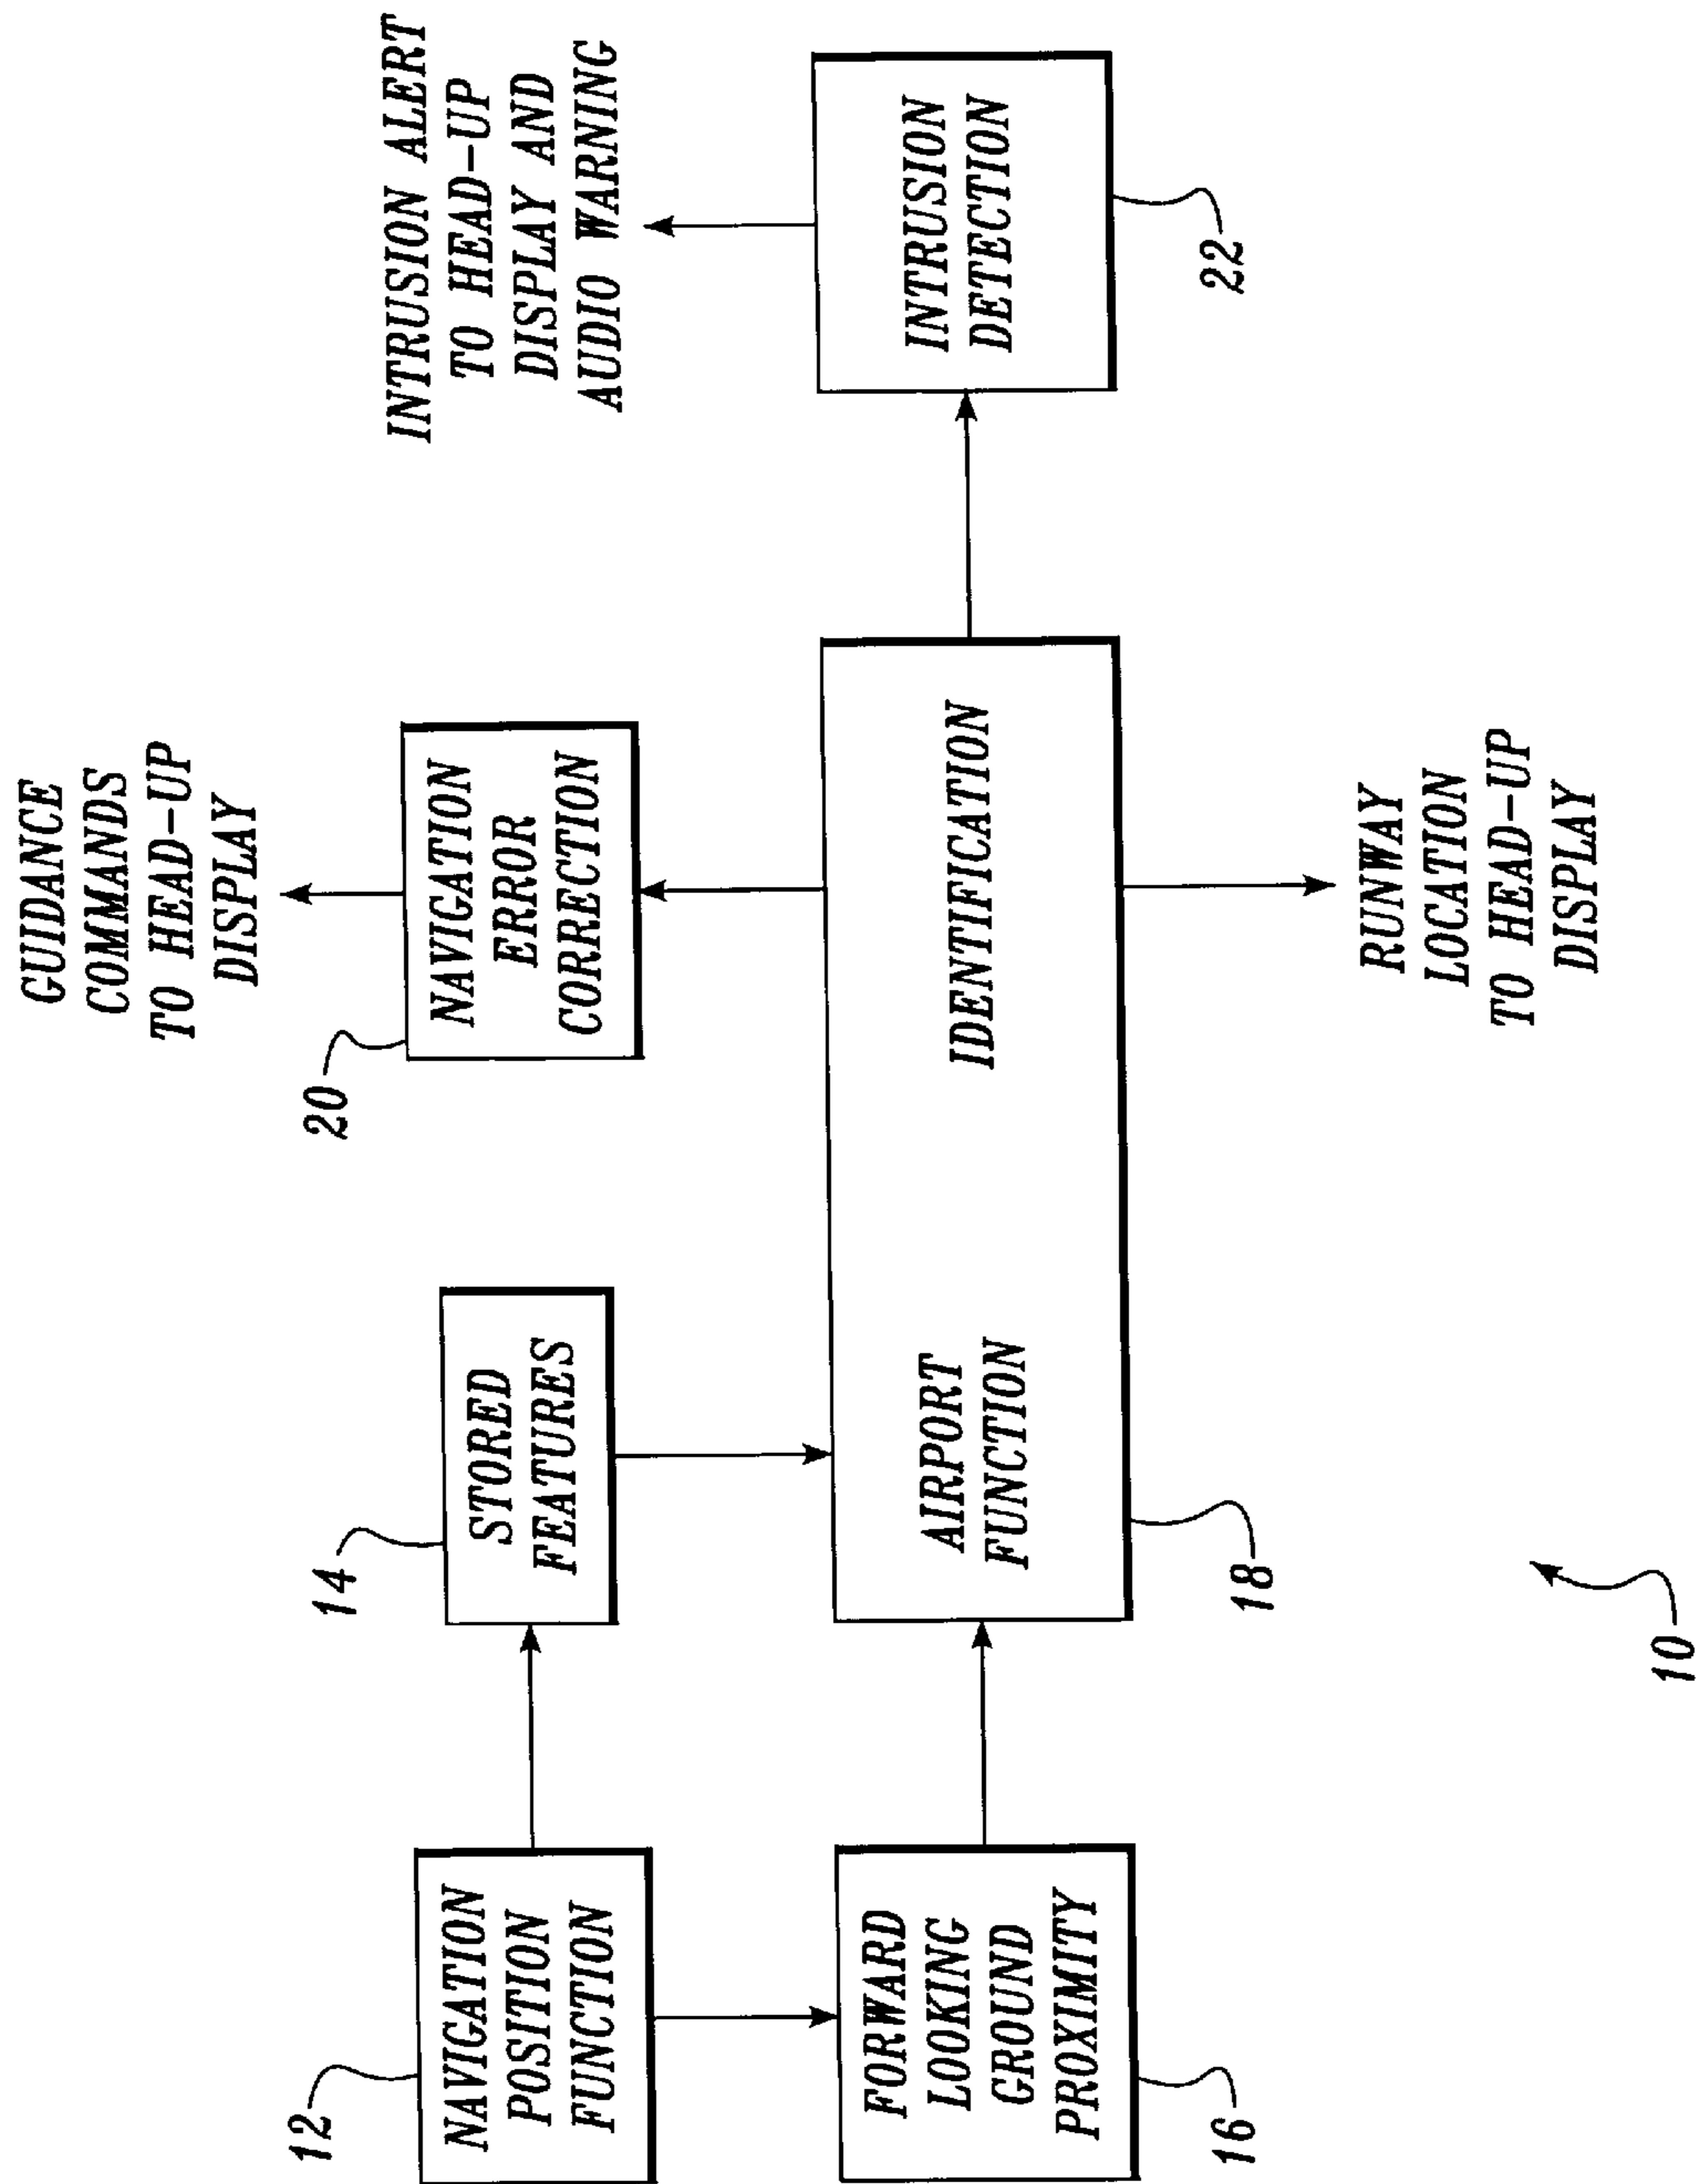 GUIDANCE
COMMANDS
TO HEAD-UP
DISPLAY
INTRUSION ALERT
TO HEAD-UP
DISPLAY AND
AUDIO WARNING
12
NAVIGATION
POSITION
FUNCTION
14
STORED
FEATURES
20
NAVIGATION
ERROR
CORRECTION
FORWARD
LOOKING
GROUND
PROXIMITY
16
AIRPORT IDENTIFICATION
FUNCTION
18
INTRUSION
DETECTION
22
RUNWAY
LOCATION
TO HEAD-UP
DISPLAY
10